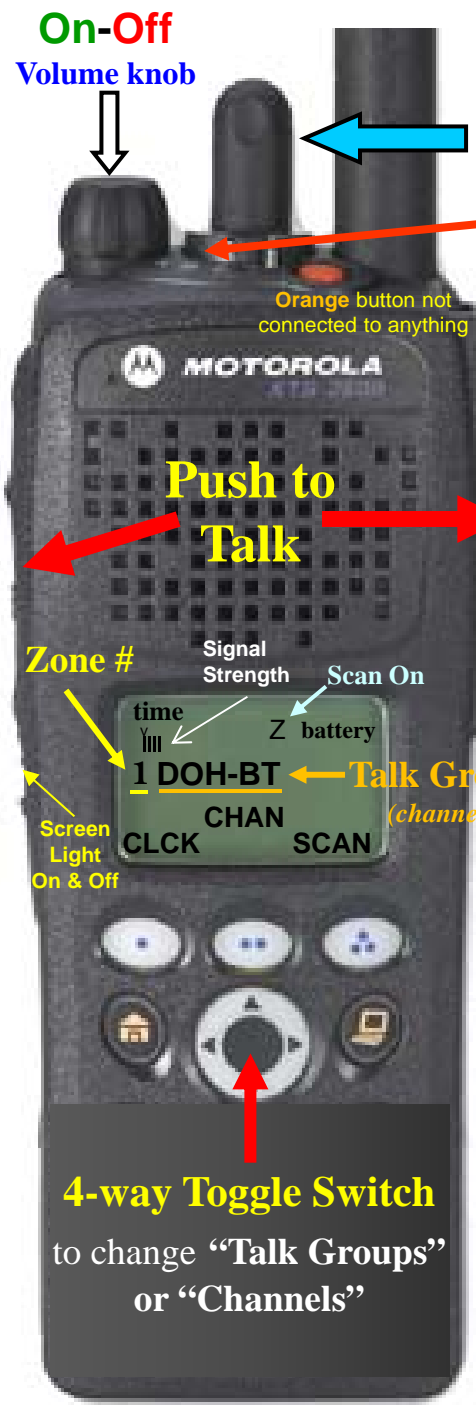 On-Off
Volume knob
Orange button not
connected to anything
MOTOROLA
Push to
Talk
Zone #
Signal
Strength
Scan On
time
Z battery
1 DOH-BT
Talk Gr
(channe
CHAN
CLCK SCAN
Screen
Light
On & Off
4-way Toggle Switch
to change “Talk Groups”
or “Channels”